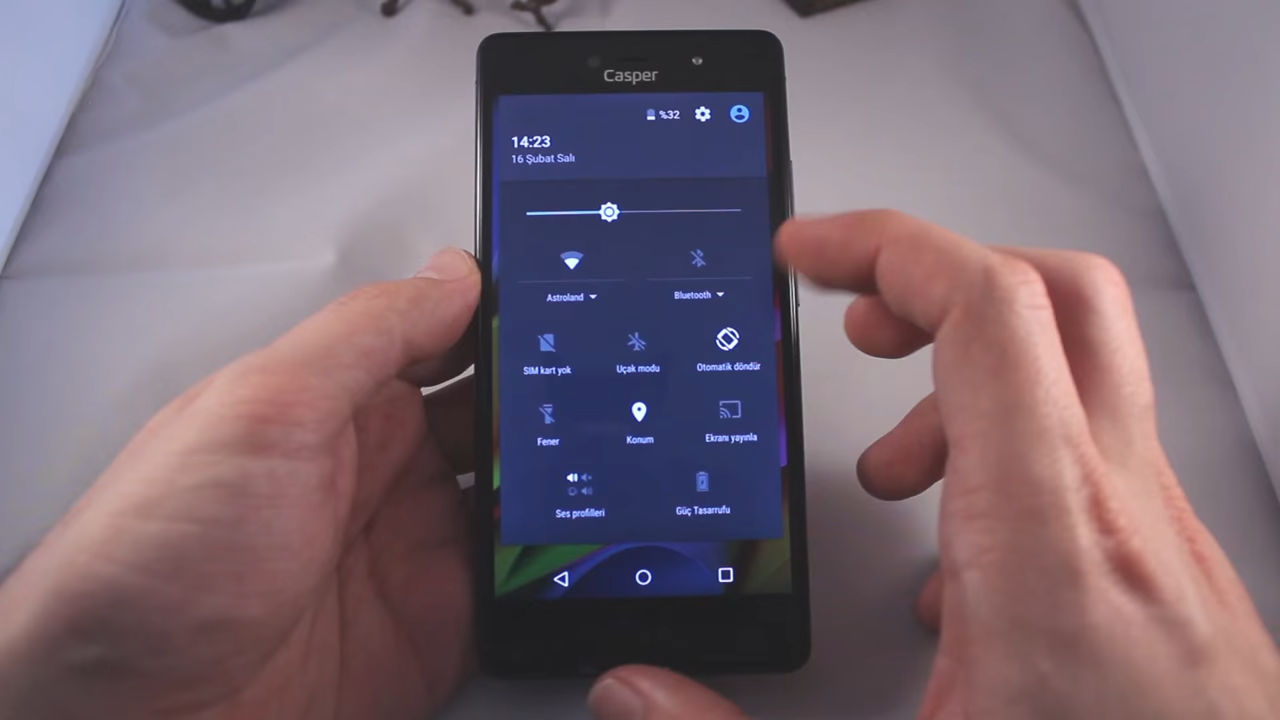 Casper
%32
14:23
16 Şubat Salı
Astroland
Bluetooth
SIM kart yok
Uçak modu
Otomatik döndür
Fener
Konum
Ekranı yayınla
Ses profilleri
Güç Tasarrufu